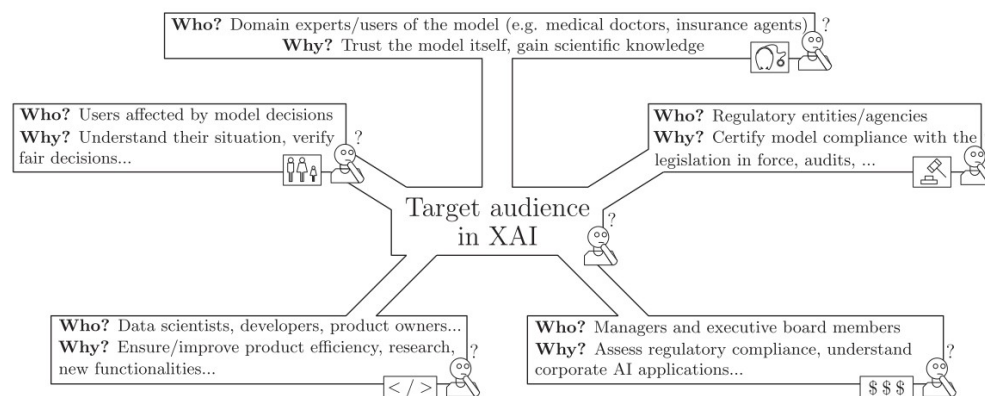 Who? Domain experts/users of the model (e.g. medical doctors, insurance agents)
Why? Trust the model itself, gain scientific knowledge
?
Who? Users affected by model decisions
Why? Understand their situation, verify
fair decisions...
?
Who? Regulatory entities/agencies
Why? Certify model compliance with the
legislation in force, audits, ...
?
Target audience
in XAI
?
Who? Data scientists, developers, product owners...
Why? Ensure/improve product efficiency, research,
new functionalities...
?
</>
Who? Managers and executive board members
Why? Assess regulatory compliance, understand
corporate AI applications...
?
$ $ $